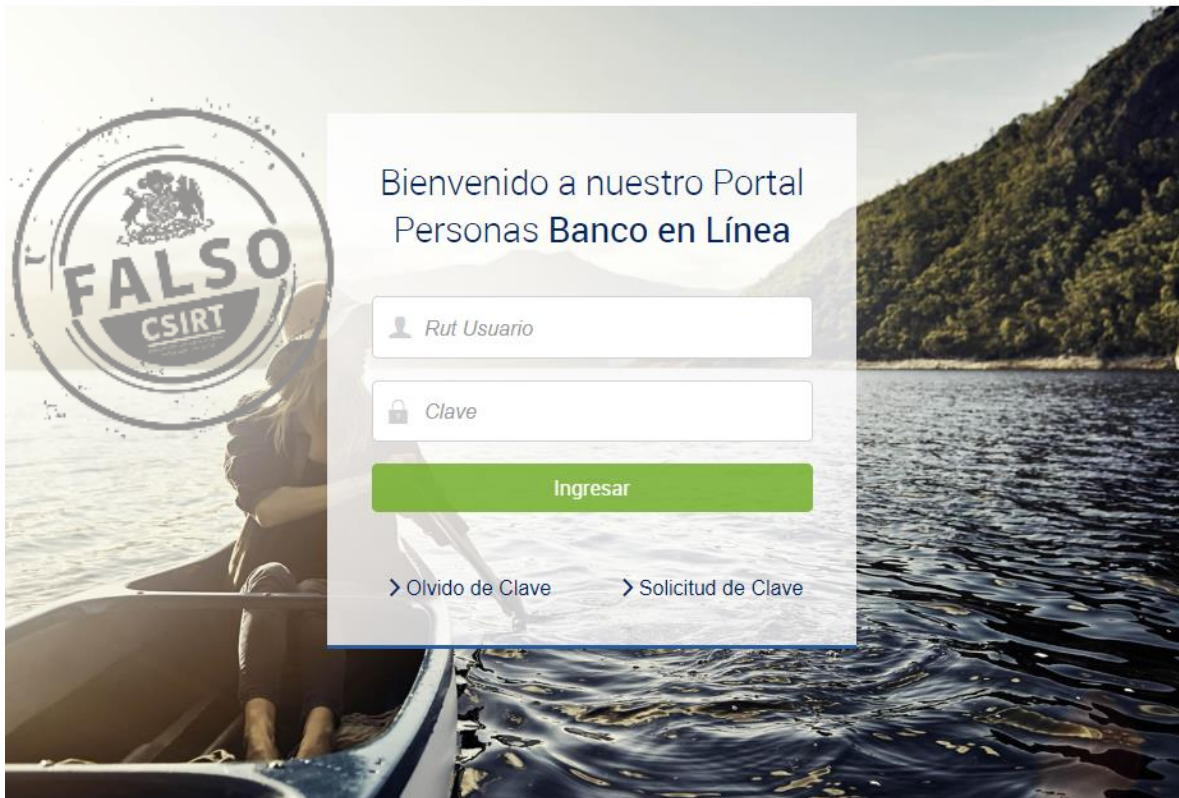 Bienvenido a nuestro Portal
Personas Banco en Línea
FALSO
CSIRT
Rut Usuario
Clave
Ingresar
Olvido de Clave
Solicitud de Clave